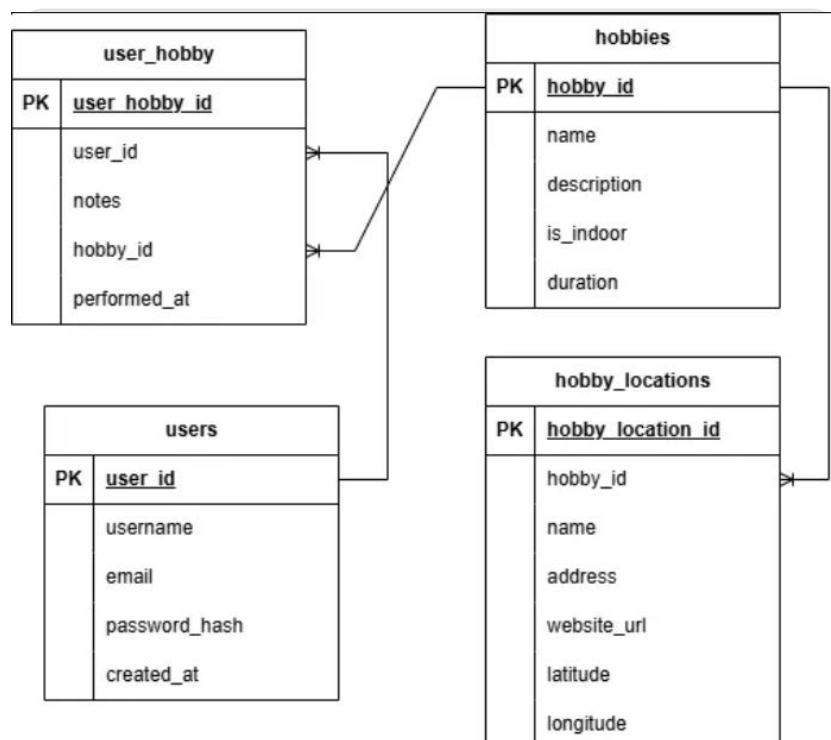 user_hobby
PK user_hobby_id
user_id
notes
hobby_id
performed_at
hobbies
PK hobby_id
name
description
is_indoor
duration
users
PK user_id
username
email
password_hash
created_at
hobby_locations
PK hobby_location_id
hobby_id
name
address
website_url
latitude
longitude